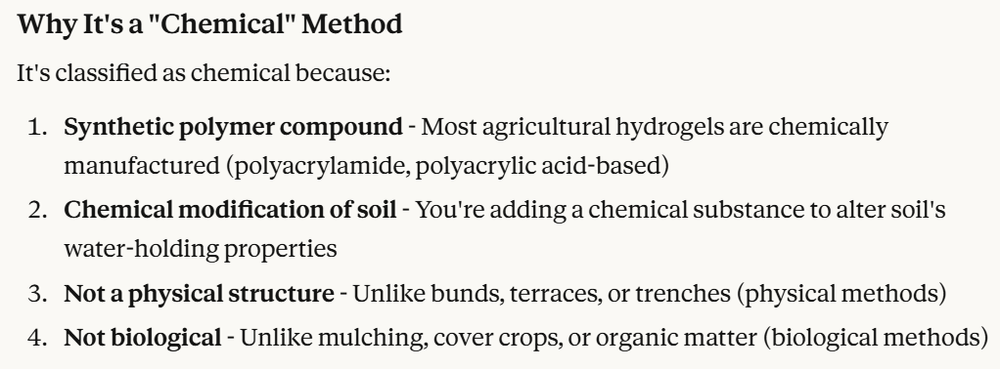 Why It's a "Chemical" Method
It's classified as chemical because:
1. Synthetic polymer compound - Most agricultural hydrogels are chemically
manufactured (polyacrylamide, polyacrylic acid-based)
2. Chemical modification of soil - You're adding a chemical substance to alter soil's
water-holding properties
3. Not a physical structure - Unlike bunds, terraces, or trenches (physical methods)
4. Not biological - Unlike mulching, cover crops, or organic matter (biological methods)